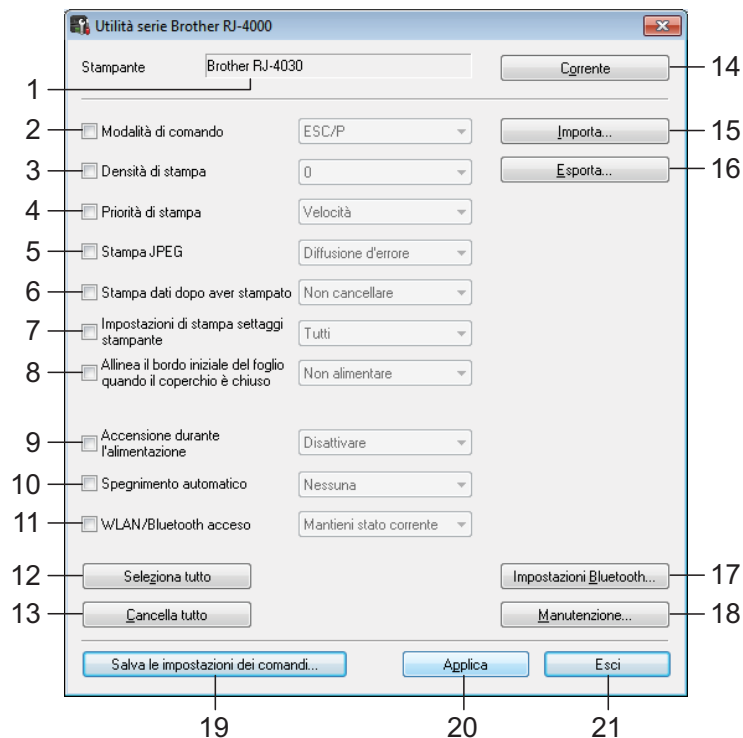 Utilità serie Brother RJ-4000
Stampante Brother RJ-4030 Corrente 14
1
2 Modalità di comando ESC/P Importa... 15
3 Densità di stampa 0 Esporta... 16
4 Priorità di stampa Velocità
5 Stampa JPEG Diffusione d'errore
6 Stampa dati dopo aver stampato Non cancellare
7 Impostazioni di stampa settaggi
stampante Tutti
8 Allinea il bordo iniziale del foglio
quando il coperchio è chiuso Non alimentare
9 Accensione durante
l'alimentazione Disattivare
10 Spegnimento automatico Nessuna
11 WLAN/Bluetooth acceso Mantieni stato corrente
12 Seleziona tutto Impostazioni Bluetooth... 17
13 Cancella tutto Manutenzione... 18
Salva le impostazioni dei comandi... Applica Esci
19 20 21